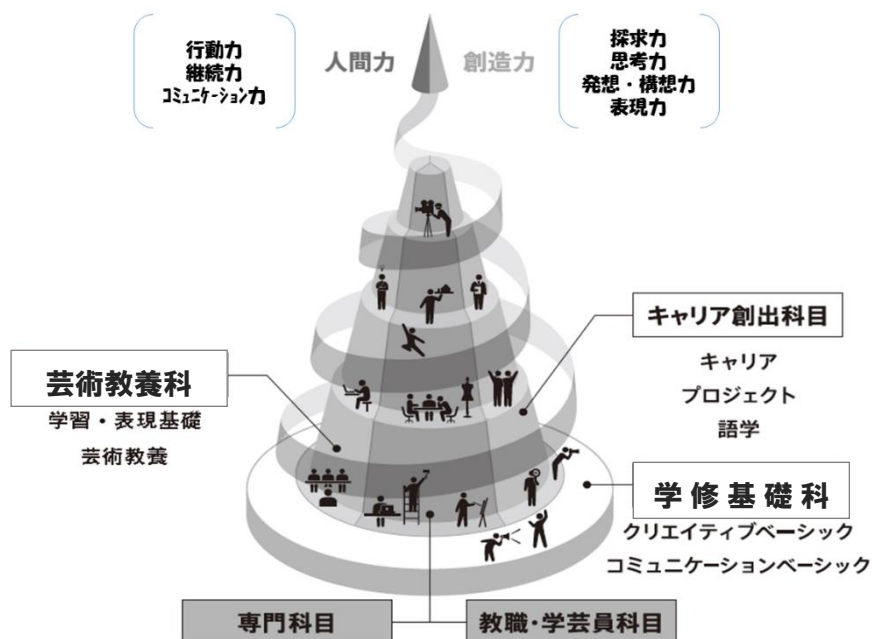 行動力
継続力
コミュニケーション力
人間力
創造力
探求力
思考力
発想・構想力
表現力
キャリア創出科目
キャリア
プロジェクト
語学
芸術教養科
学習・表現基礎
芸術教養
学修基礎科
クリエイティブベーシック
コミュニケーションベーシック
専門科目
教職・学芸員科目